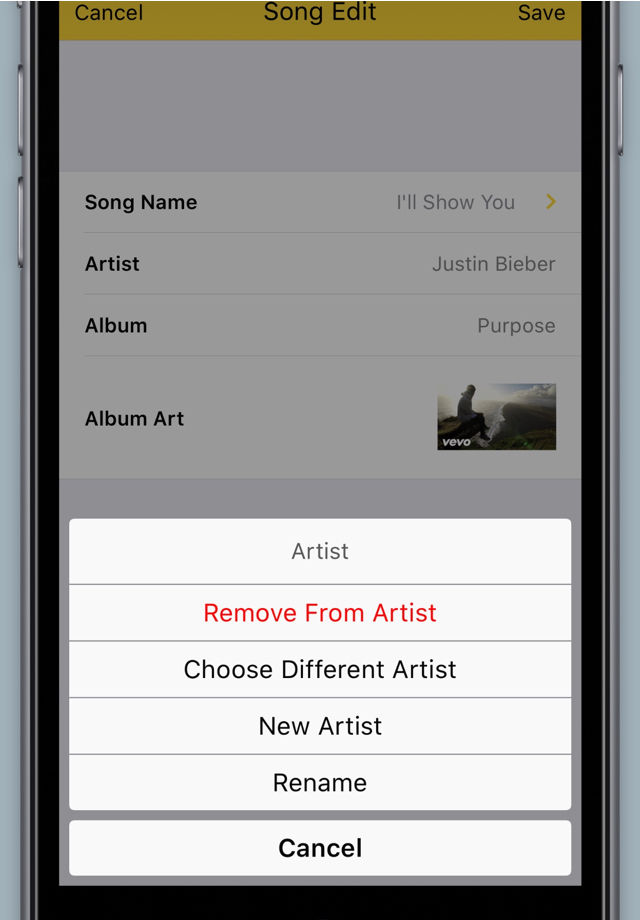 Cancel Song Edit Save
Song Name I'll Show You
Artist Justin Bieber
Album Purpose
Album Art
vevo
Artist
Remove From Artist
Choose Different Artist
New Artist
Rename
Cancel